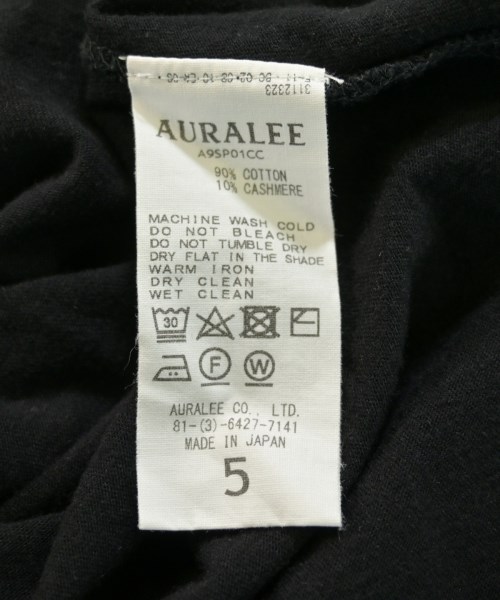 3112323
AURALEE
A9SP01CC
90% COTTON
10% CASHMERE
MACHINE WASH COLD
DO NOT BLEACH
DO NOT TUMBLE DRY
DRY FLAT IN THE SHADE
WARM IRON
DRY CLEAN
WET CLEAN
30
F W
AURALEE CO., LTD.
81-(3)-6427-7141
MADE IN JAPAN
5